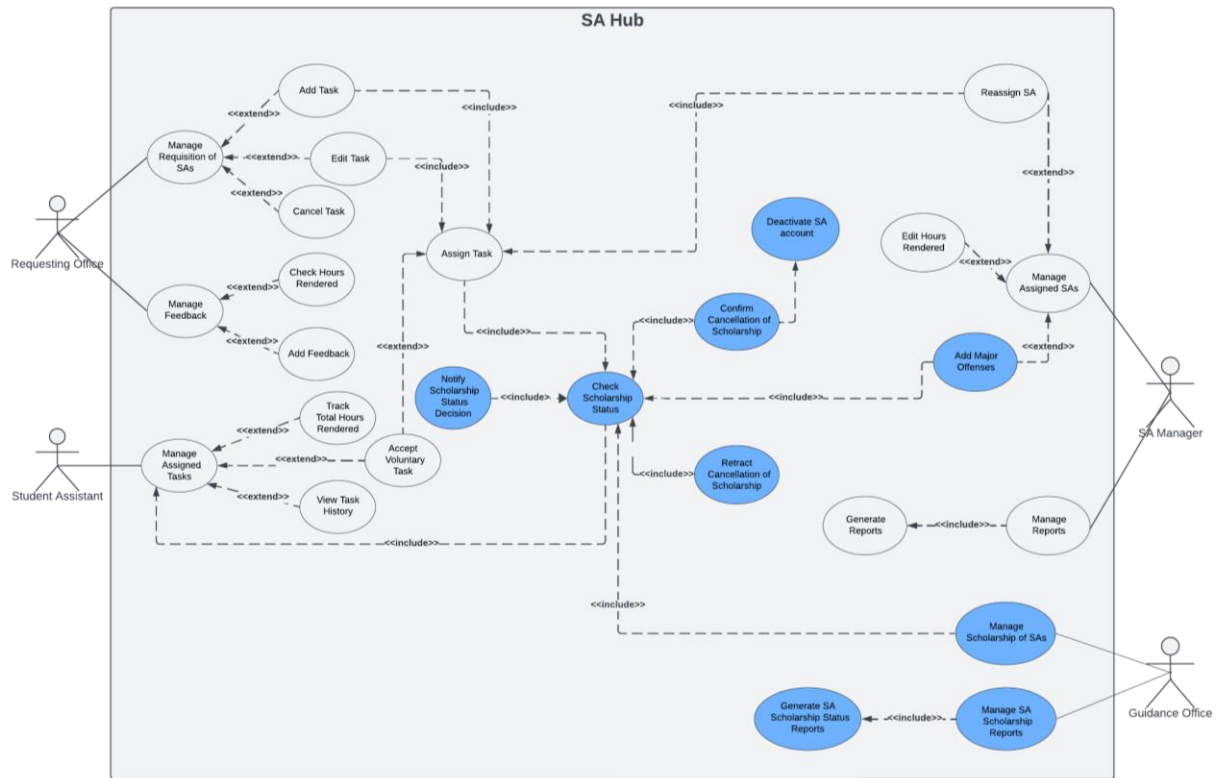 SA Hub
Add Task
<<include>>
Reassign SA
<<include>>
<<extend>>
Manage
Requisition of
SAs
<<extend>>
Edit Task
<<include>>
<<extend>>
<<extend>>
Cancel Task
Requesting Office
Assign Task
Deactivate SA
account
Edit Hours
Rendered
<<extend>>
Manage
Assigned SAs
Check Hours
Rendered
<<extend>>
Manage
Feedback
<<extend>>
Add Feedback
<<include>>
<<extend>>
<<include>>
Confirm
Cancellation of
Scholarship
<<extend>>
Add Major
Offenses
Notify
Scholarship
Status
Decision
<<include>
Check
Scholarship
Status
<<include>>
SA Manager
Track
Total Hours
Rendered
<<extend>>
Manage
Assigned
Tasks
<<extend>>
Accept
Voluntary
Task
<<extend>>
View Task
History
Student Assistant
<<include>>
Retract
Cancellation of
Scholarship
<<include>>
Generate
Reports
<<include>>
Manage
Reports
<<include>>
Manage
Scholarship of SAs
Guidance Office
Generate SA
Scholarship Status
Reports
<<include>>
Manage SA
Scholarship
Reports